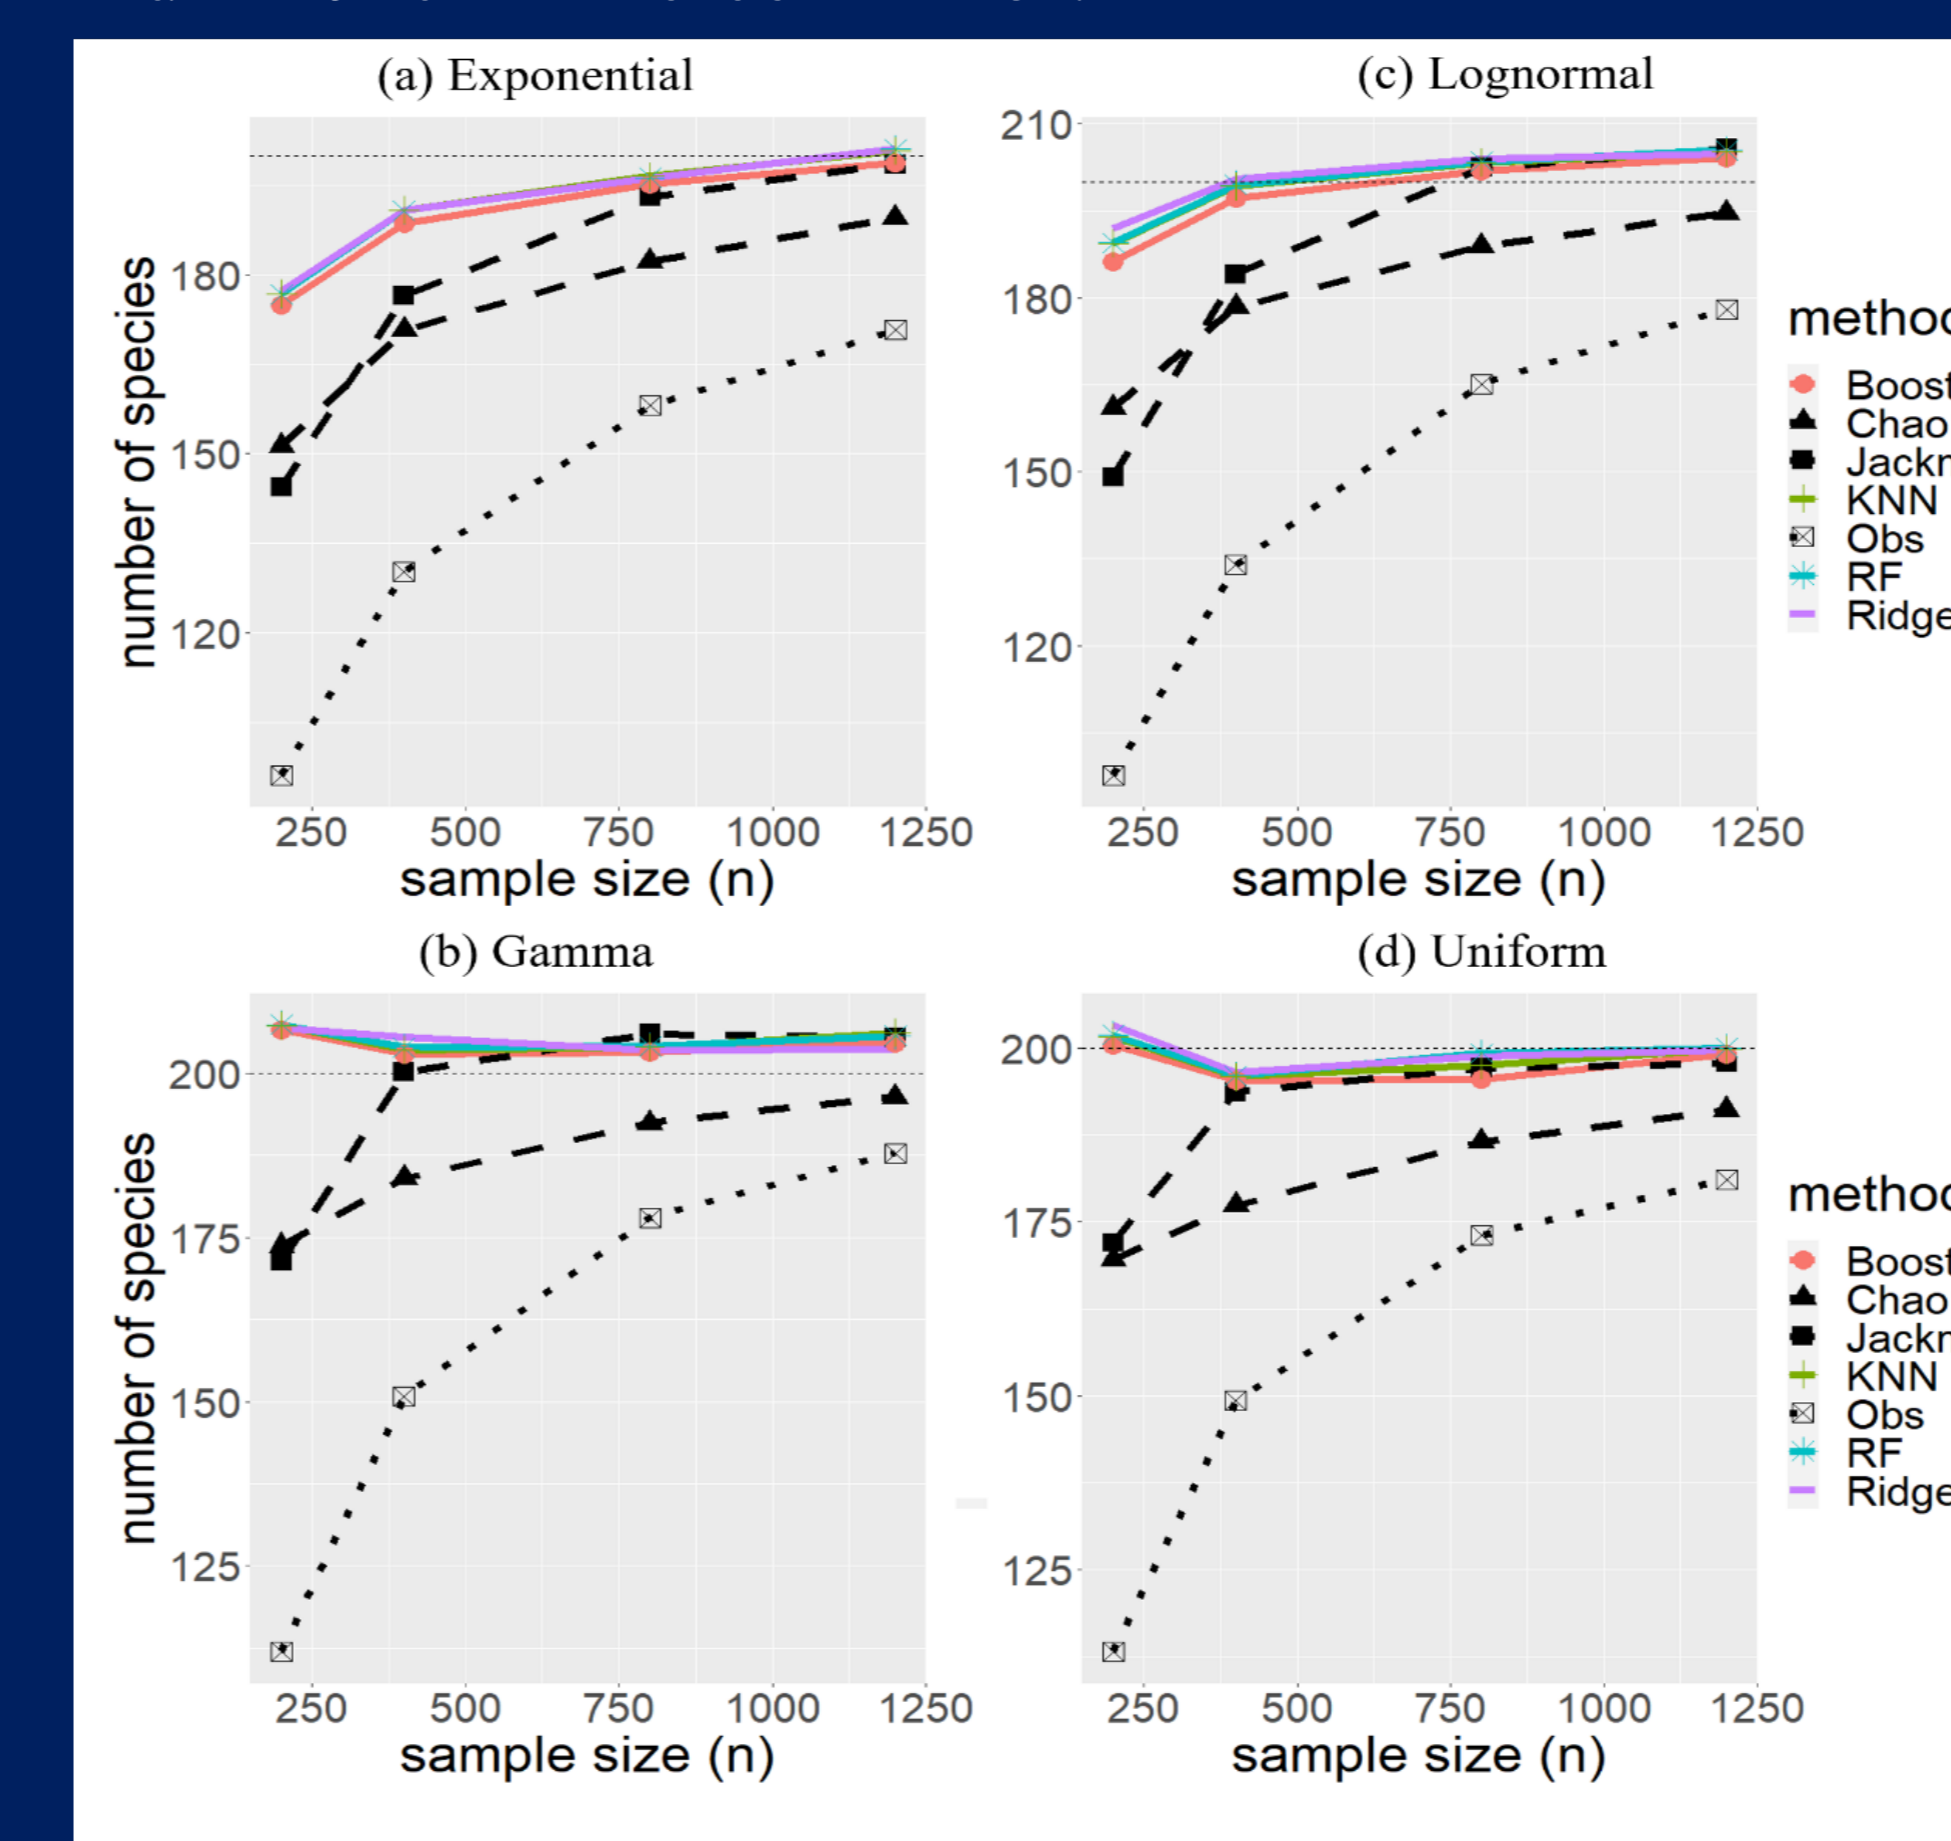 (a) Exponential
(c) Lognormal
number of species
180
150
120
250 500 750 1000 1250
sample size (n)
210
180
150
120
250 500 750 1000 1250
sample size (n)
Chao
KNN
Obs
RF
Ridge
(b) Gamma
(d) Uniform
number of species
200
175
150
125
250 500 750 1000 1250
sample size (n)
200
175
150
125
250 500 750 1000 1250
sample size (n)
Chao
KNN
Obs
RF
Ridge